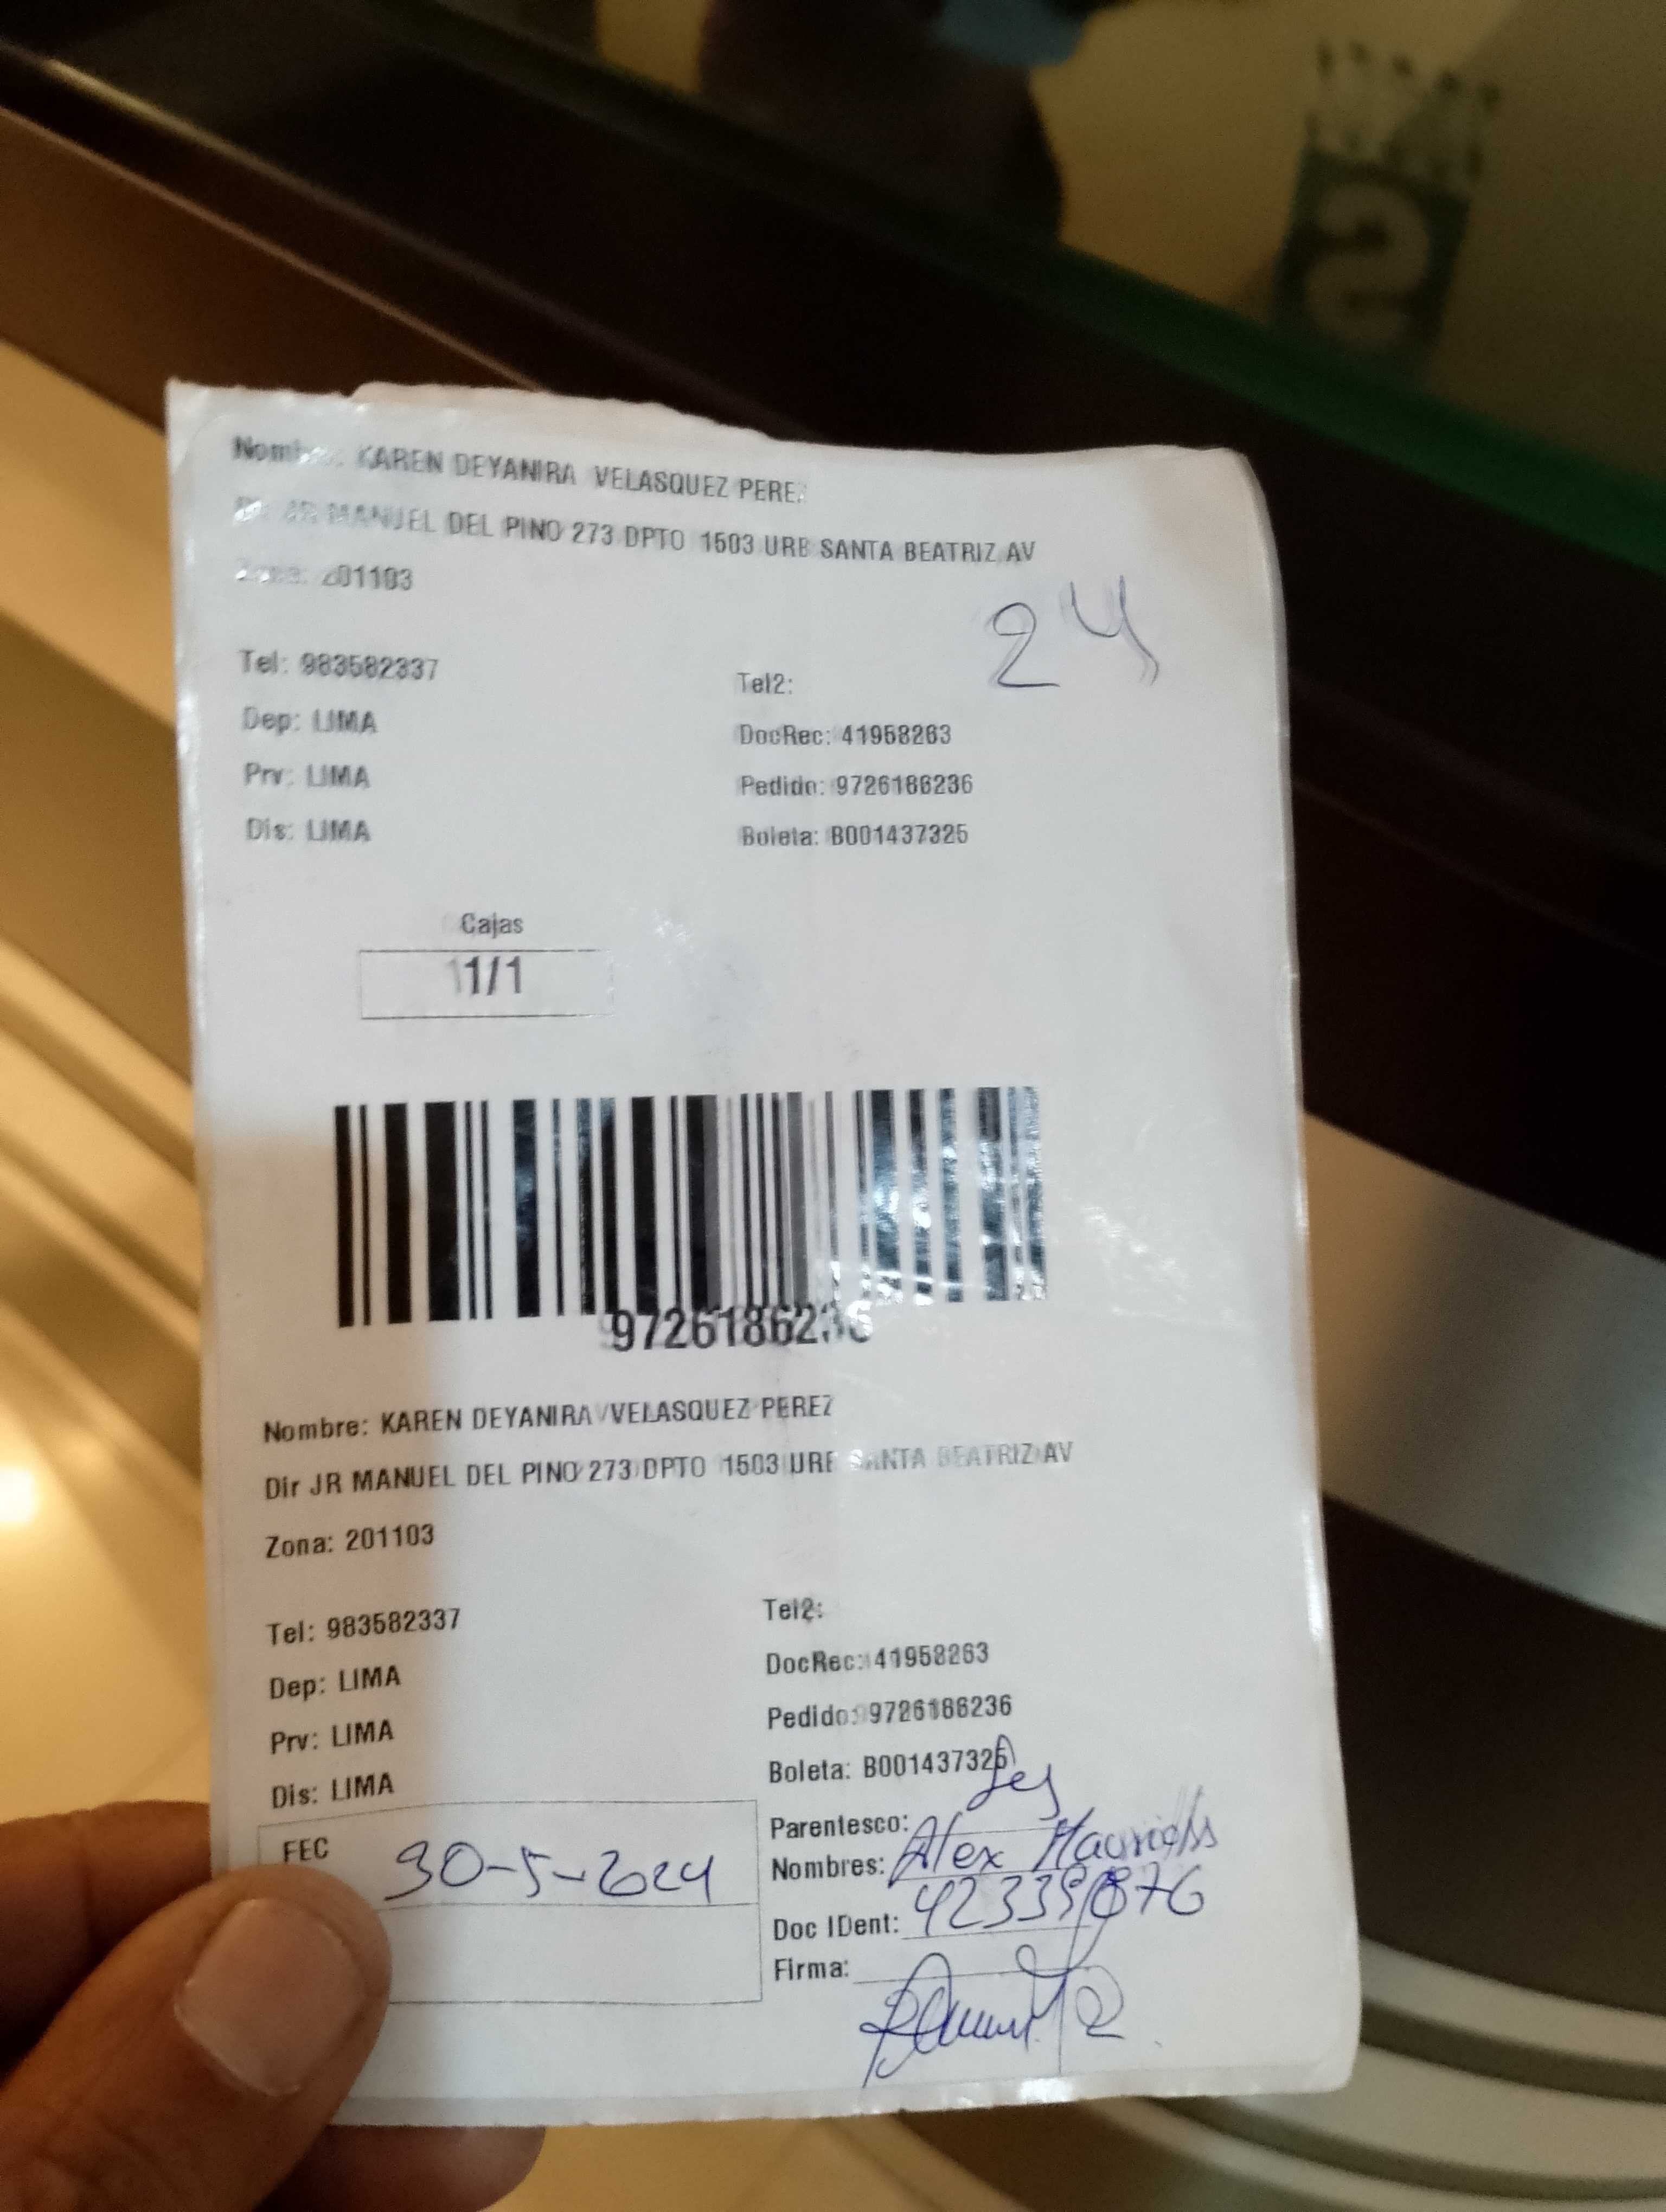 Nombre: KAREN DEYANIRA VELASQUEZ PERE
JR MANUEL DEL PINO 273 DPTO 1503 URB SANTA BEATRIZ AV
Zona: 201103
24
Tel: 983582337
Tel2:
Dep: LIMA
DocRec: 41958263
Prv: LIMA
Pedido: 9726186236
Dis: LIMA
Boleta: B001437325
Cajas
1/1
9726186236
Nombre: KAREN DEYANIRA VELASQUEZ PEREZ
Dir JR MANUEL DEL PINO 273 DPTO 1503 URB SANTA BEATRIZ AV
Zona: 201103
Tel: 983582337
Tel2:
Dep: LIMA
DocRec: 41958263
Prv: LIMA
Pedido: 9726186236
Dis: LIMA
Boleta: B001437325
FEC 30-5-2024
Parentesco:
Nombres: Alex
Doc IDent:
Firma: